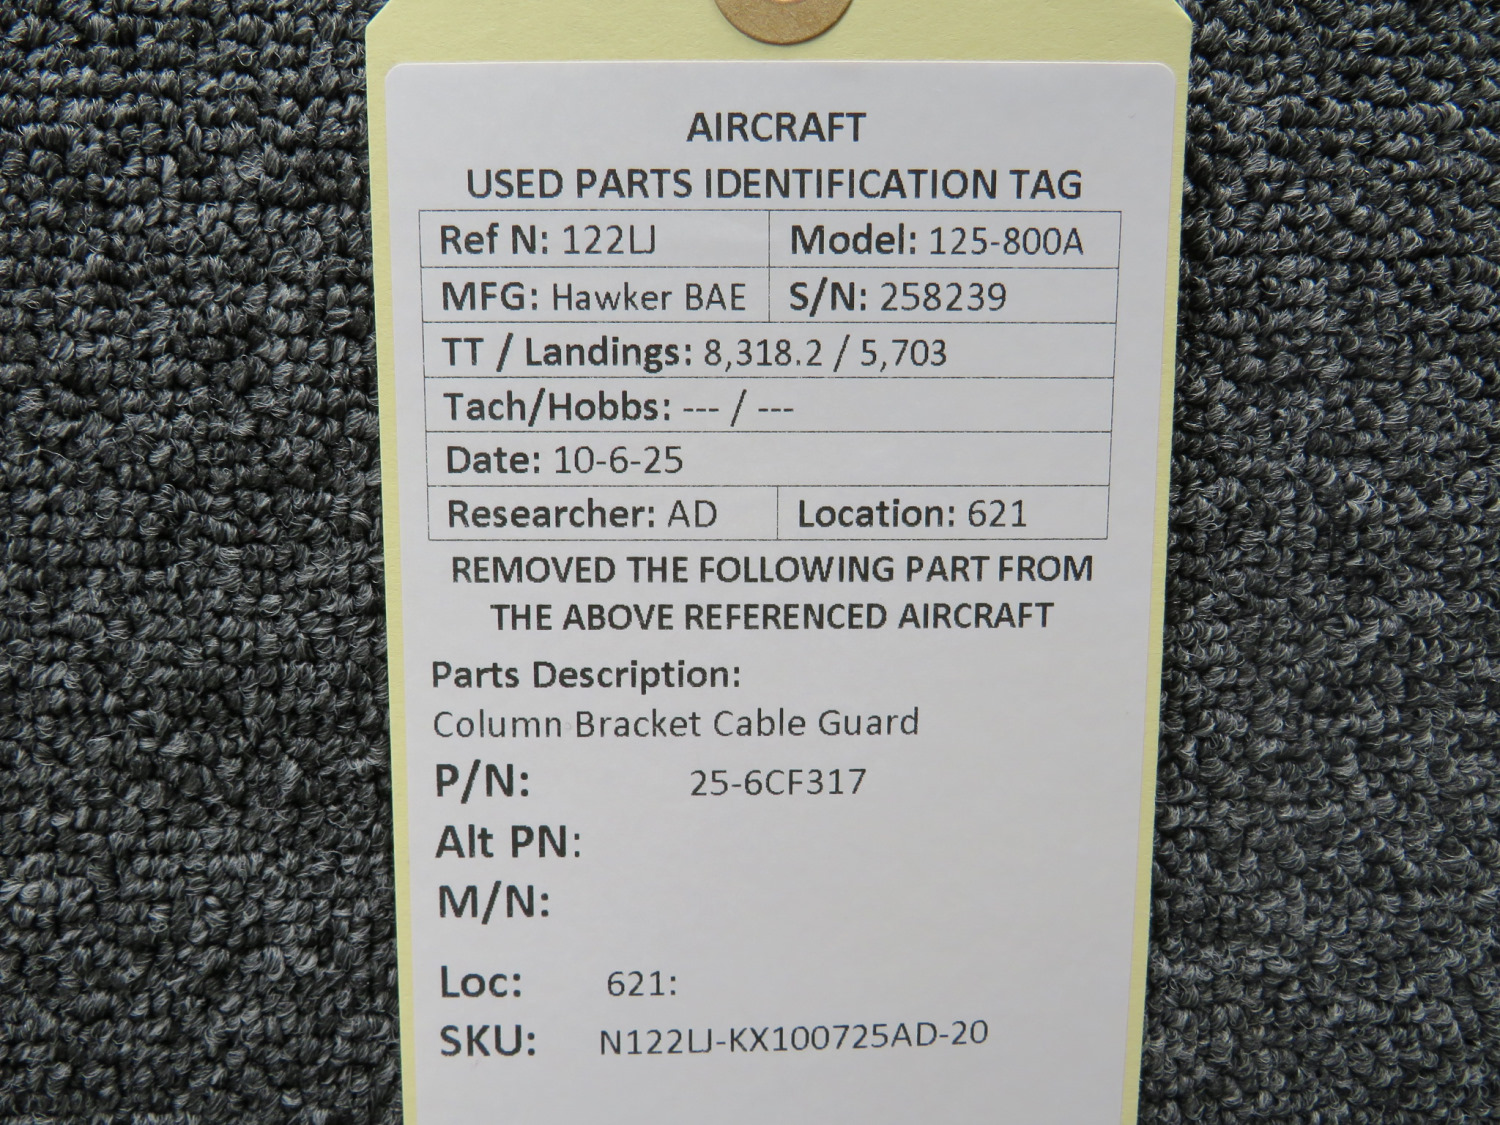 AIRCRAFT
USED PARTS IDENTIFICATION TAG
Ref N: 122LJ Model: 125-800A
MFG: Hawker BAE S/N: 258239
TT / Landings: 8,318.2 / 5,703
Tach/Hobbs: --- / ---
Date: 10-6-25
Researcher: AD Location: 621
REMOVED THE FOLLOWING PART FROM
THE ABOVE REFERENCED AIRCRAFT
Parts Description:
Column Bracket Cable Guard
P/N: 25-6CF317
Alt PN:
M/N:
Loc: 621:
SKU: N122LJ-KX100725AD-20